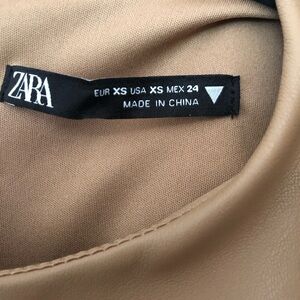 ZARA
EUR XS USA XS MEX 24
MADE IN CHINA